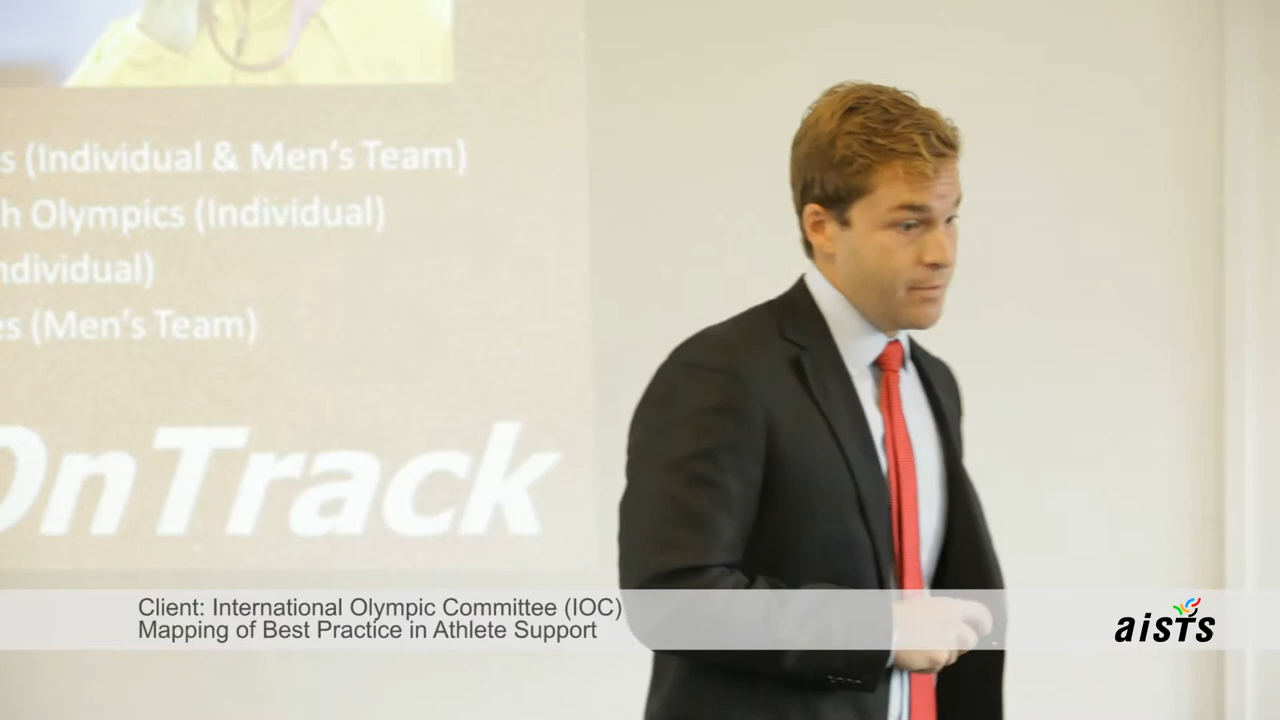 s (Individual & Men's Team)
h Olympics (Individual)
ndividual)
es (Men's Team)
OnTrack
Client: International Olympic Committee (IOC)
Mapping of Best Practice in Athlete Support
aisTs